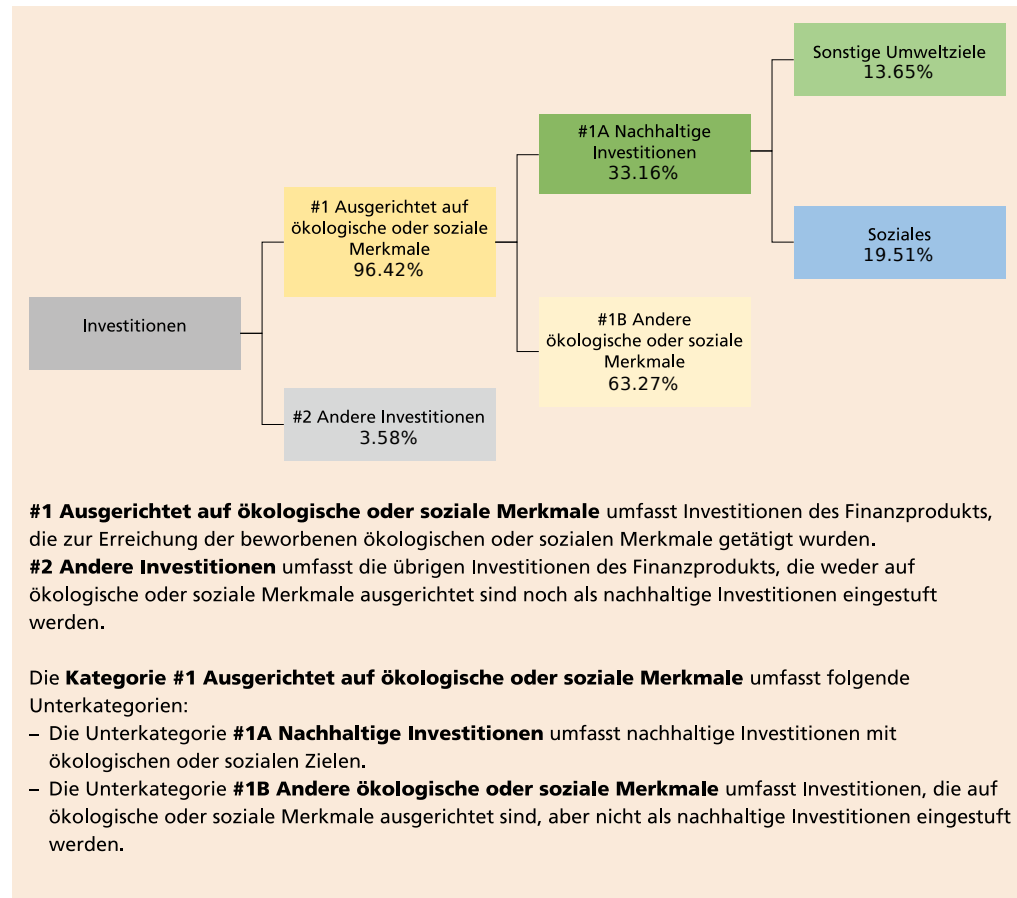 Sonstige Umweltziele
13.65%
#1A Nachhaltige
Investitionen
33.16%
#1 Ausgerichtet auf
ökologische oder soziale
Merkmale
96.42%
Soziales
19.51%
Investitionen
#1B Andere
ökologische oder soziale
Merkmale
63.27%
#2 Andere Investitionen
3.58%
#1 Ausgerichtet auf ökologische oder soziale Merkmale umfasst Investitionen des Finanzprodukts,
die zur Erreichung der beworbenen ökologischen oder sozialen Merkmale getätigt wurden.
#2 Andere Investitionen umfasst die übrigen Investitionen des Finanzprodukts, die weder auf
ökologische oder soziale Merkmale ausgerichtet sind noch als nachhaltige Investitionen eingestuft
werden.
Die Kategorie #1 Ausgerichtet auf ökologische oder soziale Merkmale umfasst folgende
Unterkategorien:
– Die Unterkategorie #1A Nachhaltige Investitionen umfasst nachhaltige Investitionen mit
ökologischen oder sozialen Zielen.
– Die Unterkategorie #1B Andere ökologische oder soziale Merkmale umfasst Investitionen, die auf
ökologische oder soziale Merkmale ausgerichtet sind, aber nicht als nachhaltige Investitionen eingestuft
werden.